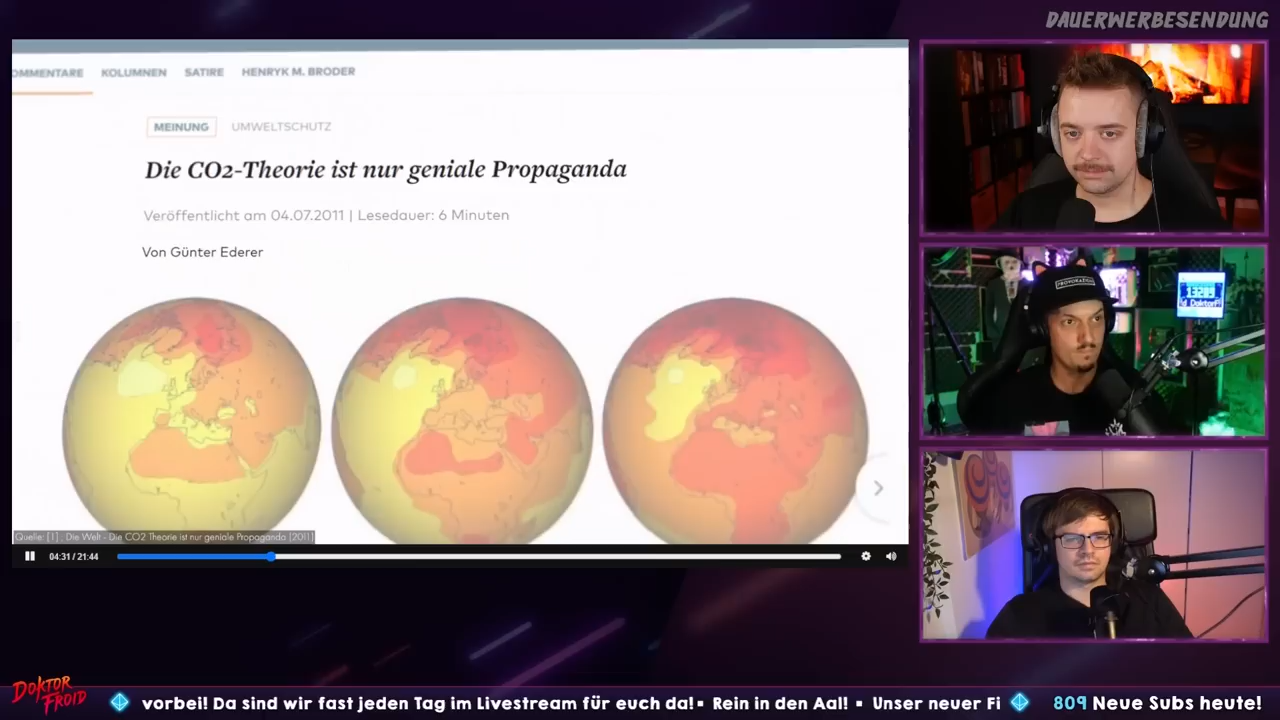 DAUERWERBESENDUNG
OMMENTARE KOLUMNEN SATIRE HENRYK M. BRODER
MEINUNG UMWELTSCHUTZ
Die CO2-Theorie ist nur geniale Propaganda
Veröffentlicht am 04.07.2011 | Lesedauer: 6 Minuten
Von Günter Ederer
Quelle: [1] : Die Welt - Die CO2 Theorie ist nur geniale Propaganda [2011]
04:31 / 21:44
PROVOKATEUR
13289
DOKTOR
FROID
vorbei! Da sind wir fast jeden Tag im Livestream für euch da! ▪ Rein in den Aal! ▪ Unser neuer Fi
809 Neue Subs heute!